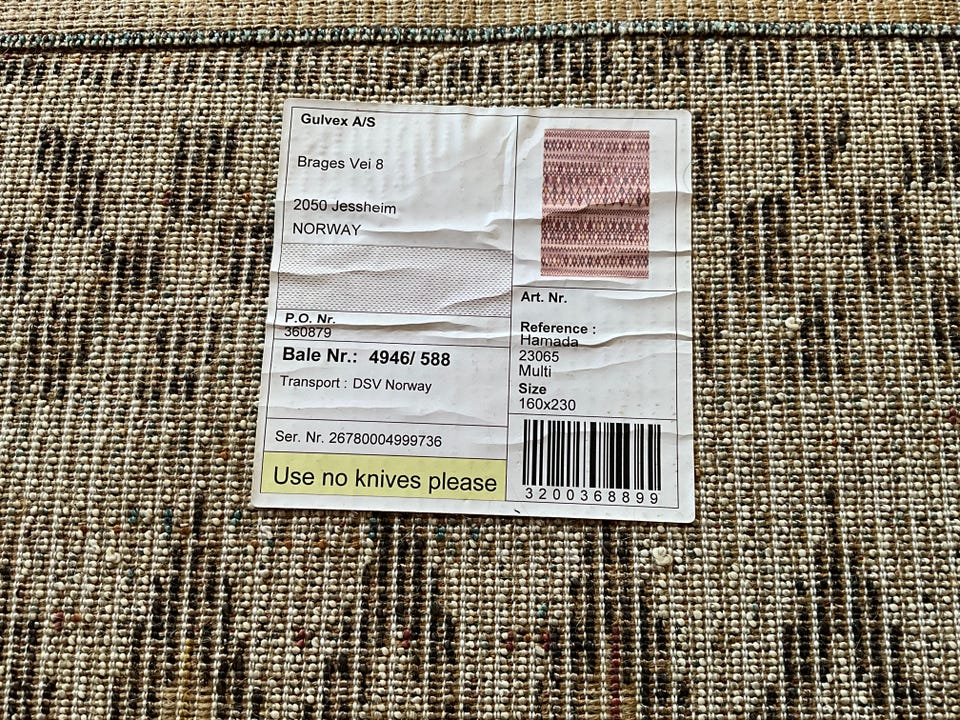 Gulvex A/S
Brages Vei 8
2050 Jessheim
NORWAY
P.O. Nr.
360879
Bale Nr.: 4946/ 588
Transport : DSV Norway
Ser. Nr. 26780004999736
Use no knives please
Art. Nr.
Reference :
Hamada
23065
Multi
Size
160x230
3200368899